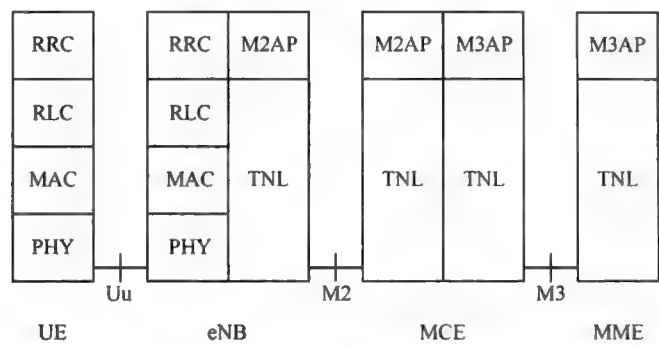 RRC RRC M2AP M2AP M3AP M3AP
RLC RLC
MAC MAC TNL TNL TNL TNL
PHY PHY
Uu M2 M3
UE eNB MCE MME